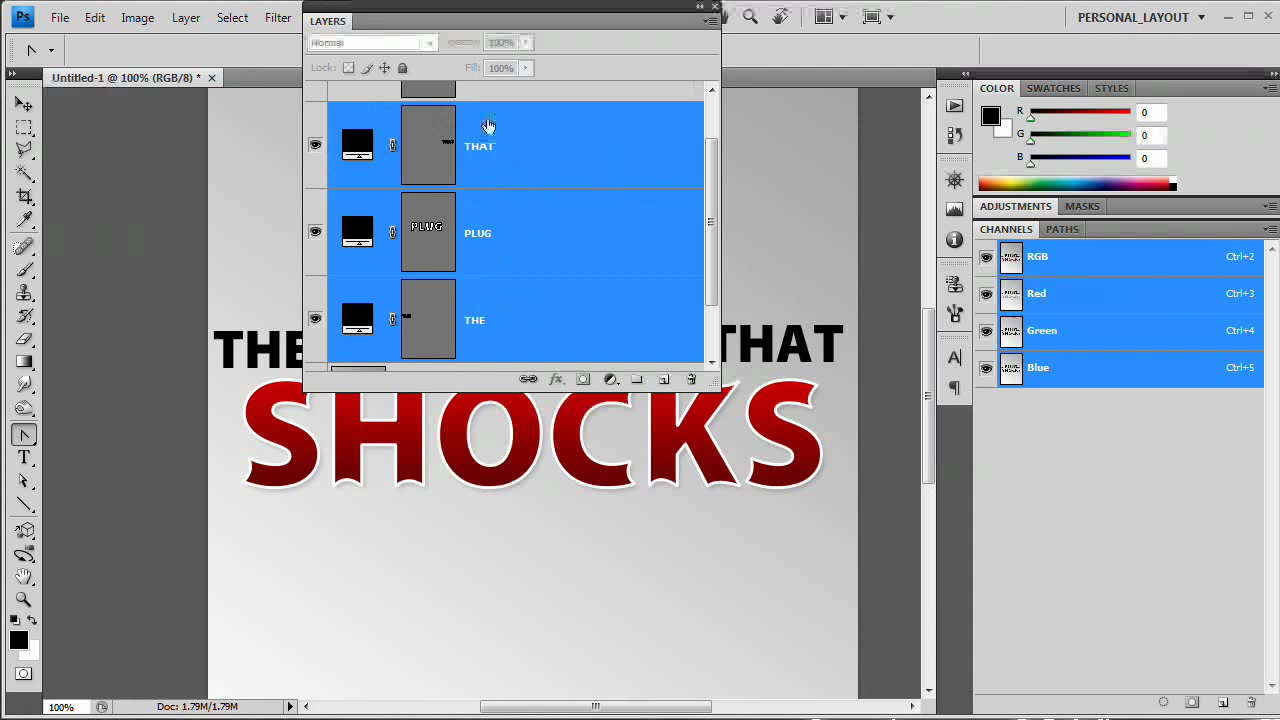 Ps File Edit Image Layer Select Filter PERSONAL_LAYOUT
LAYERS
Normal 100%
Lock: Fill: 100%
Untitled-1 @ 100% (RGB/8) *
THAT
PLUG PLUG
THE
THE THAT
SHOCKS
COLOR SWATCHES STYLES
R 0
G 0
B 0
ADJUSTMENTS MASKS
CHANNELS PATHS
RGB Ctrl+2
Red Ctrl+3
Green Ctrl+4
Blue Ctrl+5
100% Doc: 1.79M/1.79M